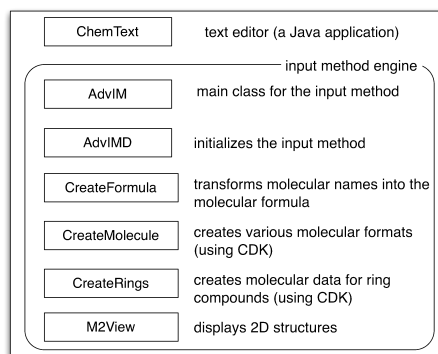 ChemText text editor (a Java application)
input method engine
AdvIM main class for the input method
AdvIMD initializes the input method
CreateFormula transforms molecular names into the
molecular formula
CreateMolecule creates various molecular formats
(using CDK)
CreateRings creates molecular data for ring
compounds (using CDK)
M2View displays 2D structures